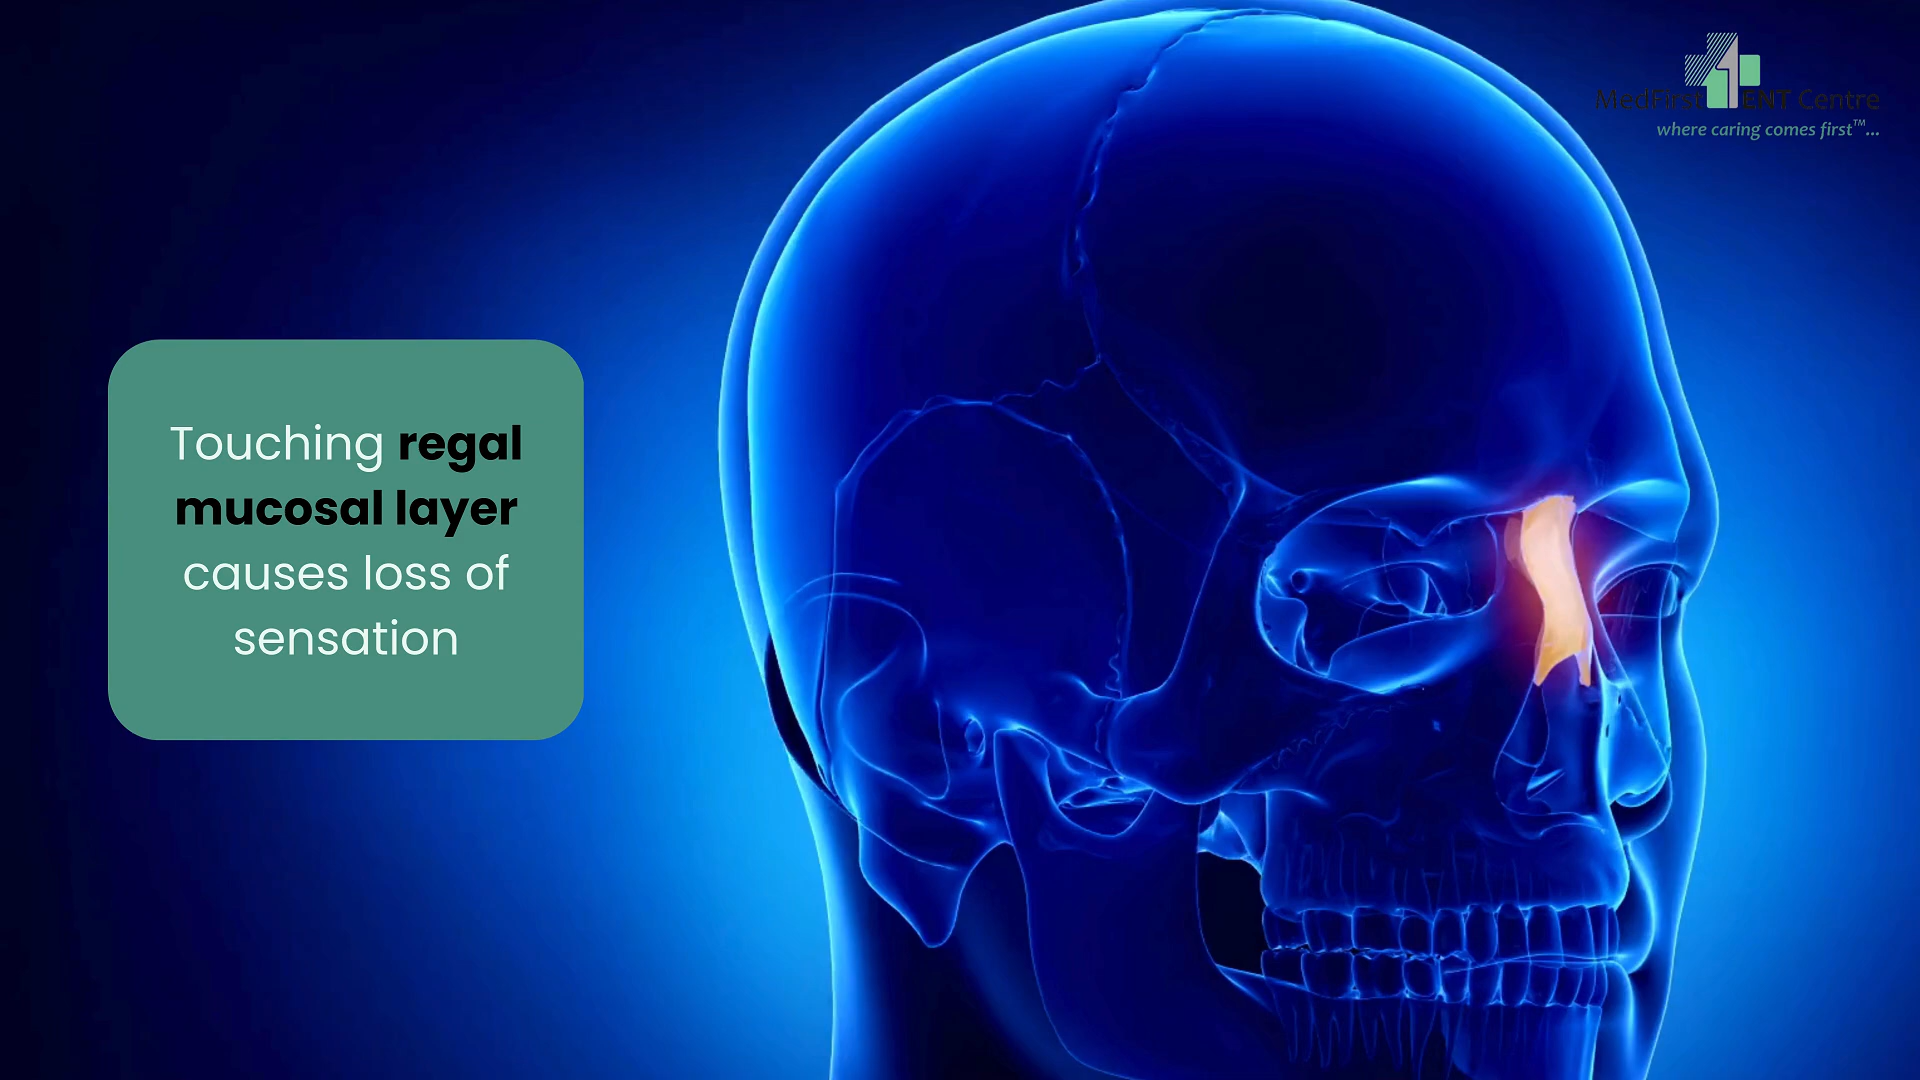 MedFirst ENT Centre
where caring comes first™...
Touching regal
mucosal layer
causes loss of
sensation